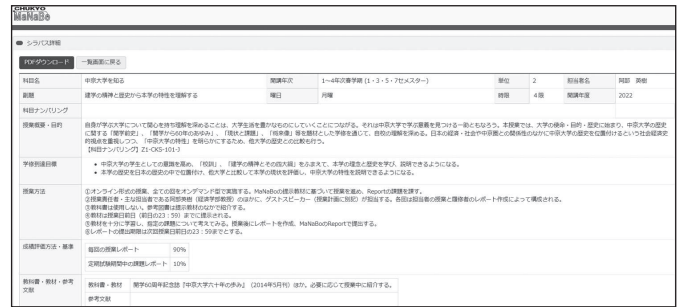 CHUKYO
MaNaBo
シラバス詳細
PDFダウンロード 一覧画面に戻る
科目名 中京大学を知る 開講年次 1～4年次春学期 (1・3・5・7セメスター) 単位 2 担当者名 阿部 英樹
副題 建学の精神と歴史から本学の特性を理解する 曜日 月曜 時限 4限 開講年度 2022
科目ナンバリング
授業概要・目的 自身が学ぶ大学について関心を持ち理解を深めることは、大学生活を豊かなものにしていくことにつながる。それは中京大学で学ぶ意義を見つける一助ともなろう。本授業では、大学の使命・目的・歴史に始まり、中京大学の歴史
に関する「開学前史」、「開学から60年のあゆみ」、「現状と課題」、「将来像」等を題材とした学修を通じて、自校の理解を深める。日本の経済・社会や中京圏との関係性のなかに中京大学の歴史を位置付けるという社会経済史
的視点を重視しつつ、「中京大学の特性」を明らかにするため、他大学の歴史との比較も行う。
【科目ナンバリング】Z1-CKS-101-J
学修到達目標 • 中京大学の学生としての意識を高め、「校訓」、「建学の精神とその四大綱」をふまえて、本学の理念と歴史を学び、説明できるようになる。
• 本学の歴史を日本の歴史の中で位置付け、他大学と比較して本学の現状を評価し、中京大学の特性を説明できるようになる。
授業方法 ①オンライン形式の授業、全ての回をオンデマンド型で実施する。MaNaBoの提示教材に基づいて授業を進め、Reportの課題を課す。
②授業責任者・主な担当者である阿部英樹（経済学部教授）のほかに、ゲストスピーカー（授業計画に別記）が担当する。各回は担当者の授業と履修者のレポート作成によって構成される。
③教科書は使用しない。参考図書は提示教材のなかで紹介する。
④教材は授業日前日（前日の23：59）までに提示される。
⑤教材を十分に学習し、指定の課題について考えてみる。授業後にレポートを作成、MaNaBoのReportで提出する。
⑥レポートの提出期限は次回授業日前日の23：59までとする。
成績評価方法・基準 毎回の授業レポート 90%
定期試験期間中の課題レポート 10%
教科書・教材・参考
文献 教科書・教材 開学60周年記念誌『中京大学六十年の歩み』（2014年5月刊）ほか。必要に応じて授業中に紹介する。
参考文献